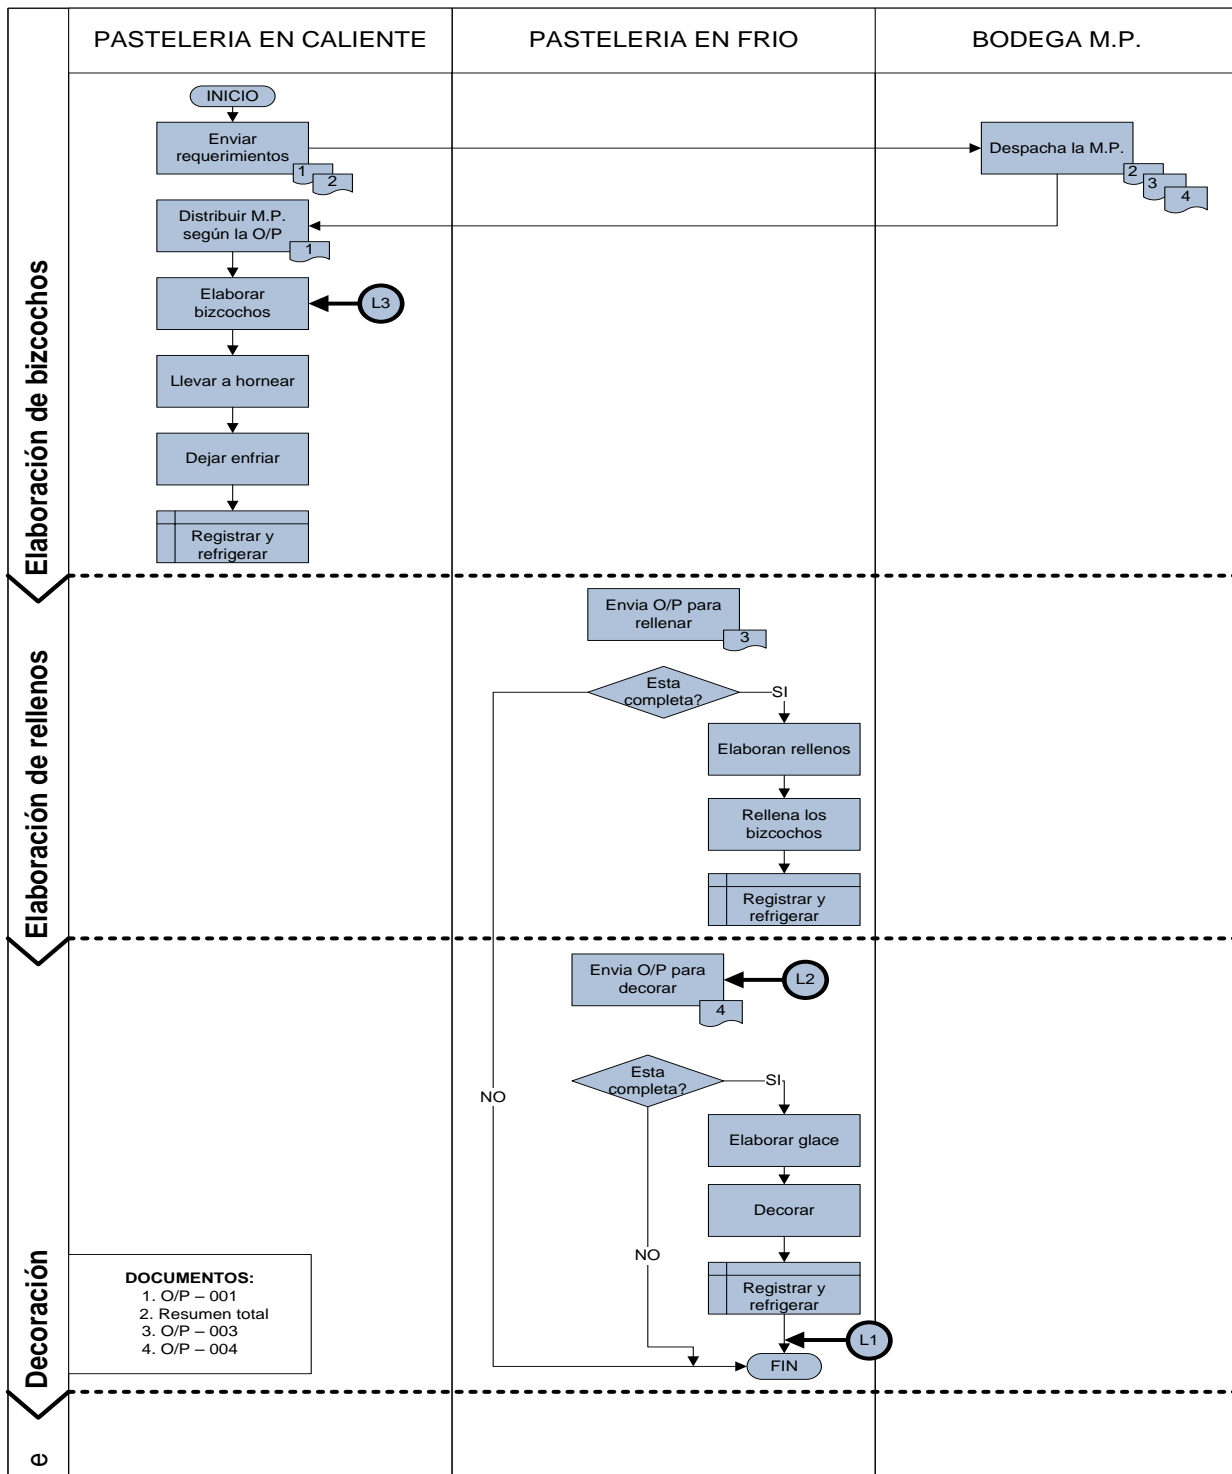 PASTELERIA EN CALIENTE
PASTELERIA EN FRIO
BODEGA M.P.
Elaboración de bizcochos
INICIO
Enviar
requerimientos
1
2
Despacha la M.P.
2
3
4
Distribuir M.P.
según la O/P
1
Elaborar
bizcochos
L3
Llevar a hornear
Dejar enfriar
Registrar y
refrigerar
Elaboración de rellenos
Envia O/P para
rellenar
3
Esta
completa?
SI
Elaboran rellenos
Rellena los
bizcochos
Registrar y
refrigerar
Decoración
Envia O/P para
decorar
4
L2
Esta
completa?
SI
NO
Elaborar glace
Decorar
NO
Registrar y
refrigerar
L1
FIN
DOCUMENTOS:
1. O/P – 001
2. Resumen total
3. O/P – 003
4. O/P – 004
e